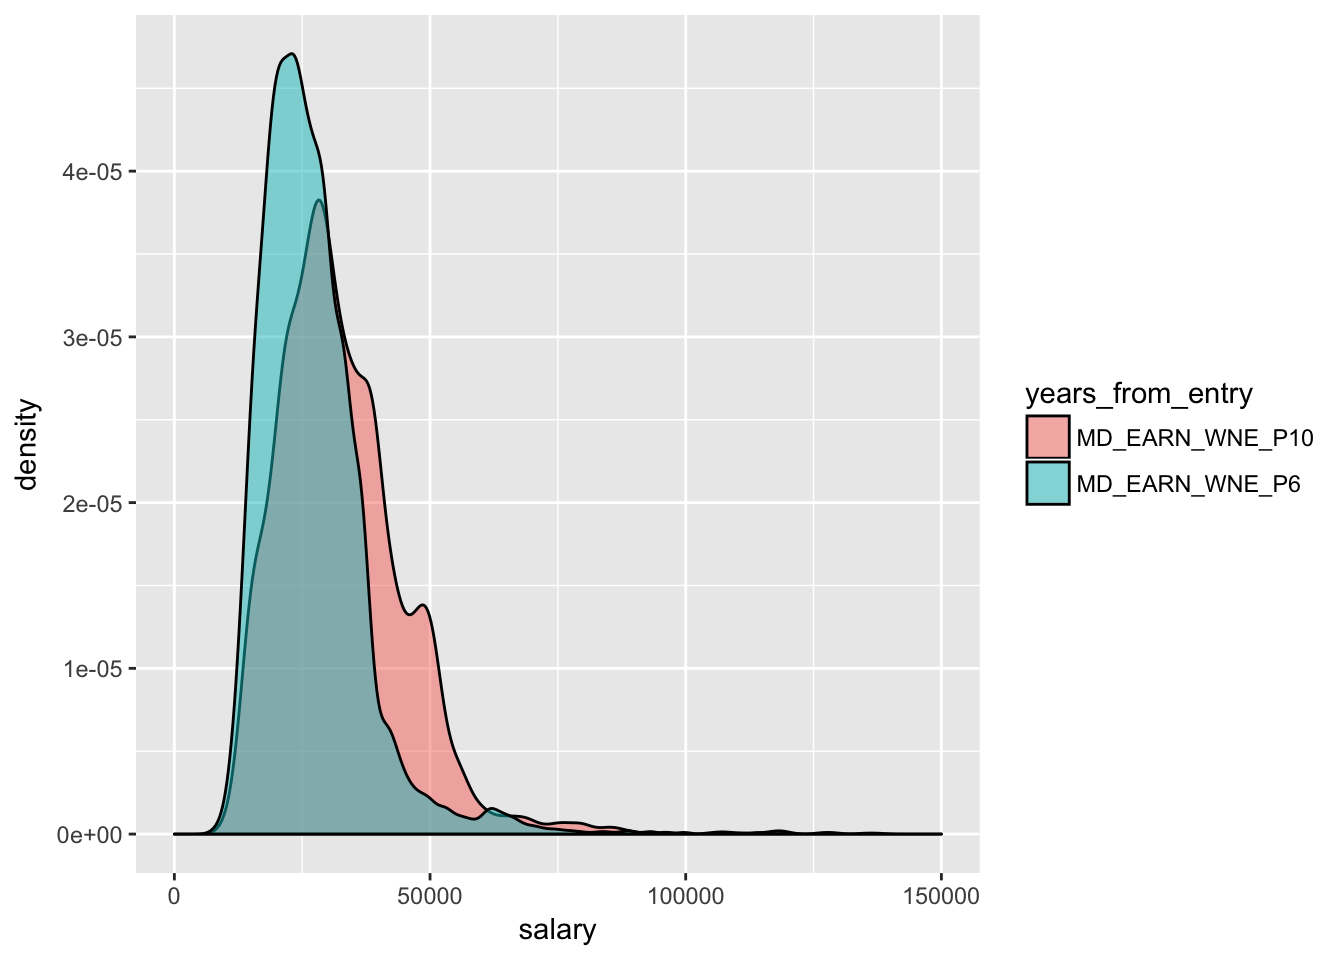 4e-05
3e-05
2e-05
1e-05
0e+00
density
0
50000
100000
150000
salary
years_from_entry
MD_EARN_WNE_P10
MD_EARN_WNE_P6